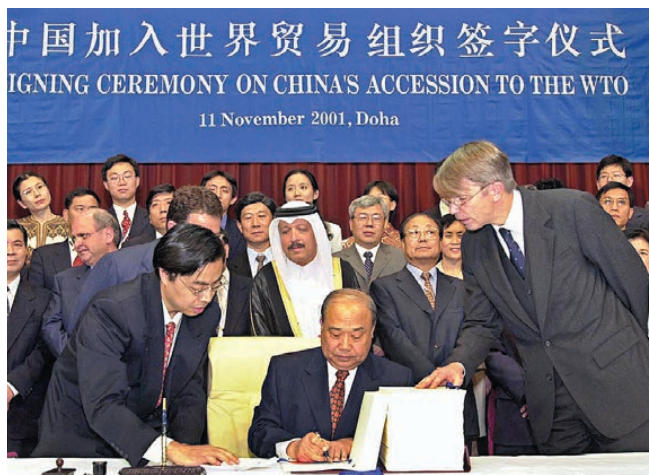 中国加入世界贸易组织签字仪式
IGNING CEREMONY ON CHINA'S ACCESSION TO THE WTO
11 November 2001, Doha